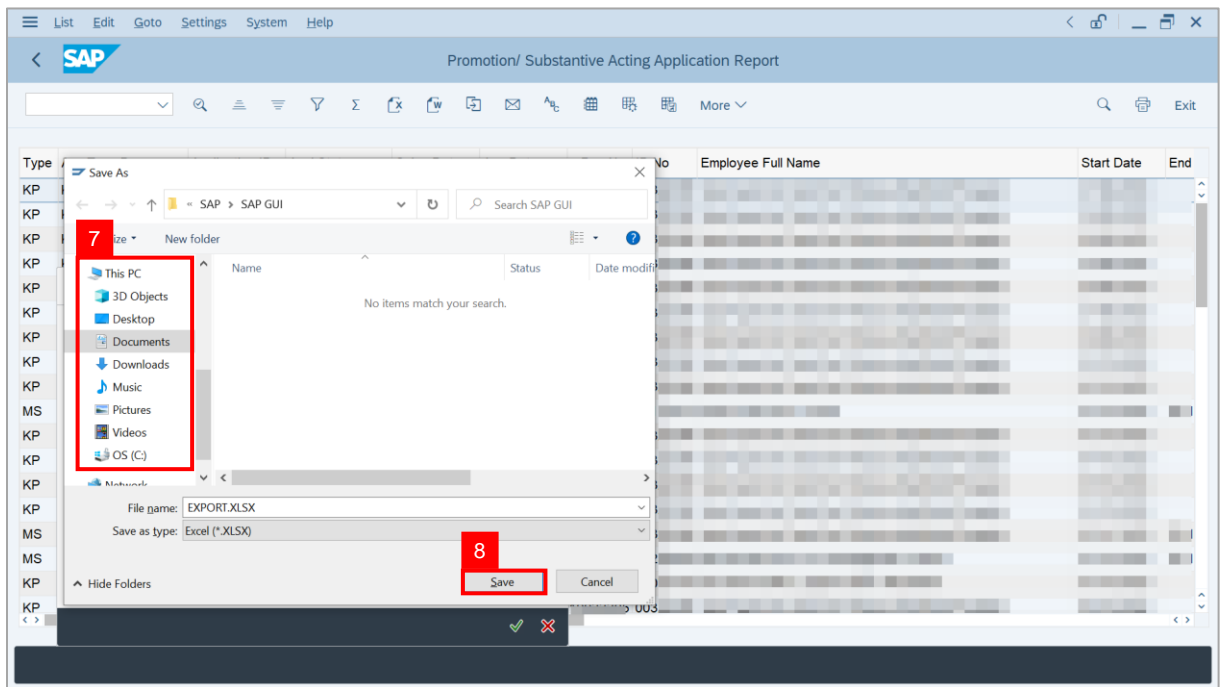 List Edit Goto Settings System Help
SAP
Promotion/ Substantive Acting Application Report
More
Exit
Type No Employee Full Name Start Date End
Save As
« SAP › SAP GUI
Search SAP GUI
7
New folder
?
This PC
3D Objects
Desktop
Documents
Downloads
Music
Pictures
Videos
OS (C:)
Network
Name Status Date modifi
No items match your search.
File name: EXPORT.XLSX
Save as type: Excel (*.XLSX)
8
Hide Folders
Save Cancel
KP
KP
KP
KP
KP
KP
KP
KP
KP
MS
KP
KP
KP
KP
MS
MS
KP
KP
003